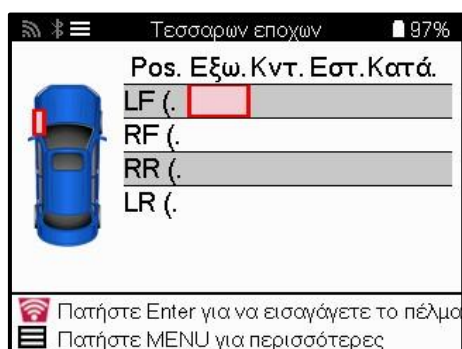 Τεσσαρων εποχων 97%
Pos. Εξω. Κντ. Εστ. Κατά.
LF (.
RF (.
RR (.
LR (.
Πατήστε Enter για να εισαγάγετε το πέλμα
Πατήστε MENU για περισσότερες